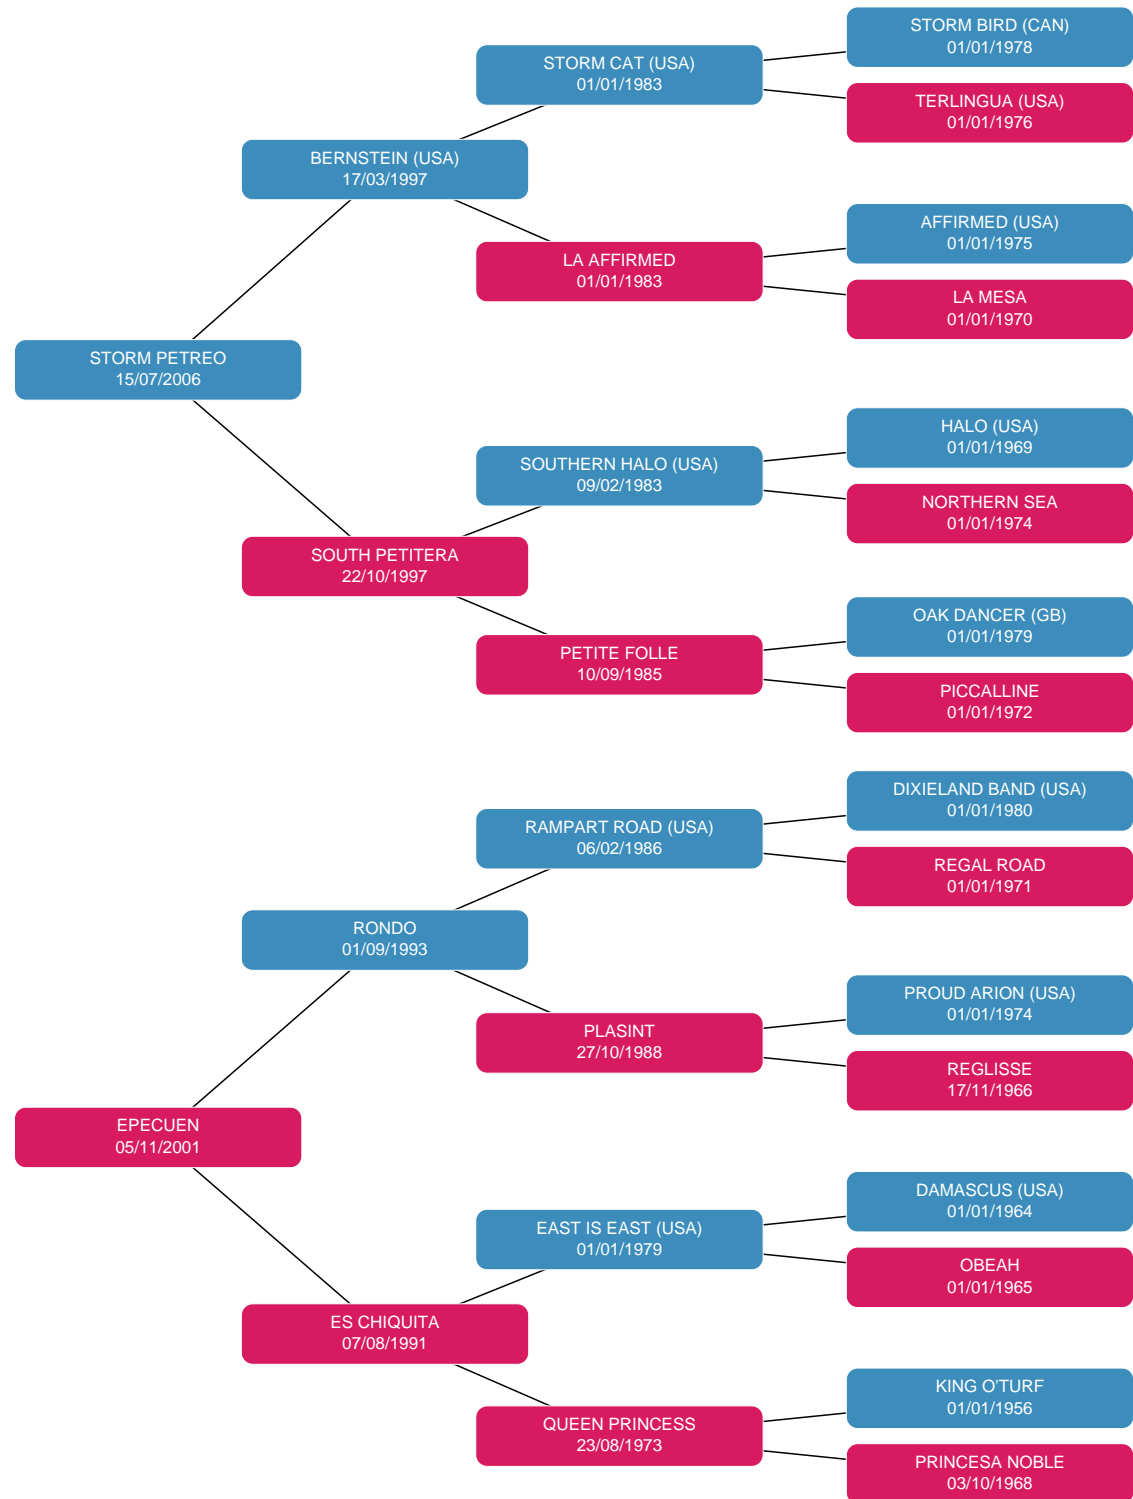 STORM BIRD (CAN)
01/01/1978
STORM CAT (USA)
01/01/1983
TERLINGUA (USA)
01/01/1976
BERNSTEIN (USA)
17/03/1997
AFFIRMED (USA)
01/01/1975
LA AFFIRMED
01/01/1983
LA MESA
01/01/1970
STORM PETREO
15/07/2006
HALO (USA)
01/01/1969
SOUTHERN HALO (USA)
09/02/1983
NORTHERN SEA
01/01/1974
SOUTH PETITERA
22/10/1997
OAK DANCER (GB)
01/01/1979
PETITE FOLLE
10/09/1985
PICCALLINE
01/01/1972
DIXIELAND BAND (USA)
01/01/1980
RAMPART ROAD (USA)
06/02/1986
REGAL ROAD
01/01/1971
RONDO
01/09/1993
PROUD ARION (USA)
01/01/1974
PLASINT
27/10/1988
REGLISSE
17/11/1966
EPECUEN
05/11/2001
DAMASCUS (USA)
01/01/1964
EAST IS EAST (USA)
01/01/1979
OBEAH
01/01/1965
ES CHIQUITA
07/08/1991
KING O'TURF
01/01/1956
QUEEN PRINCESS
23/08/1973
PRINCESA NOBLE
03/10/1968